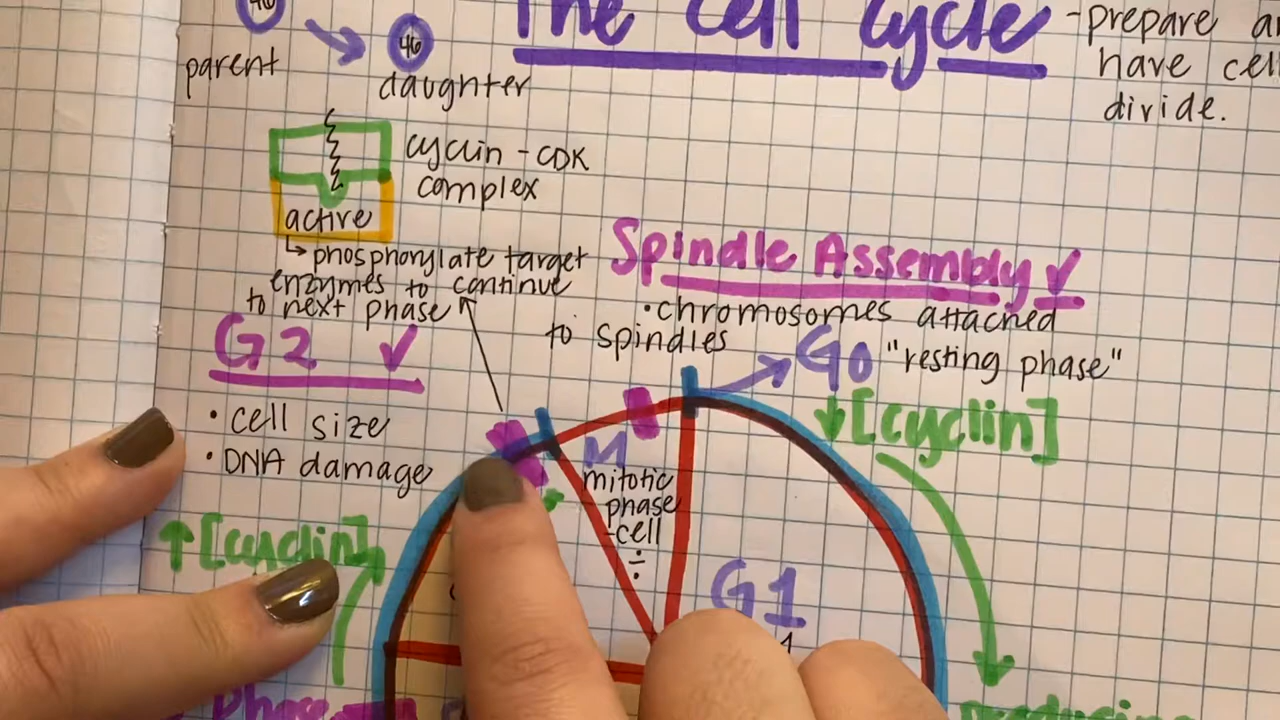 46
46
parent
daughter
The Cell Cycle
-prepare
have cell
divide.
cyclin-CDK
complex
active
↳ phosphorylate target
enzymes to continue
to next phase
Spindle Assembly ✓
•chromosomes attached
to spindles
G2 ✓
• cell size
• DNA damage
Go "resting phase"
↓[cyclin]
↑[cyclin]
M
mitotic
phase
-cell
÷
G1